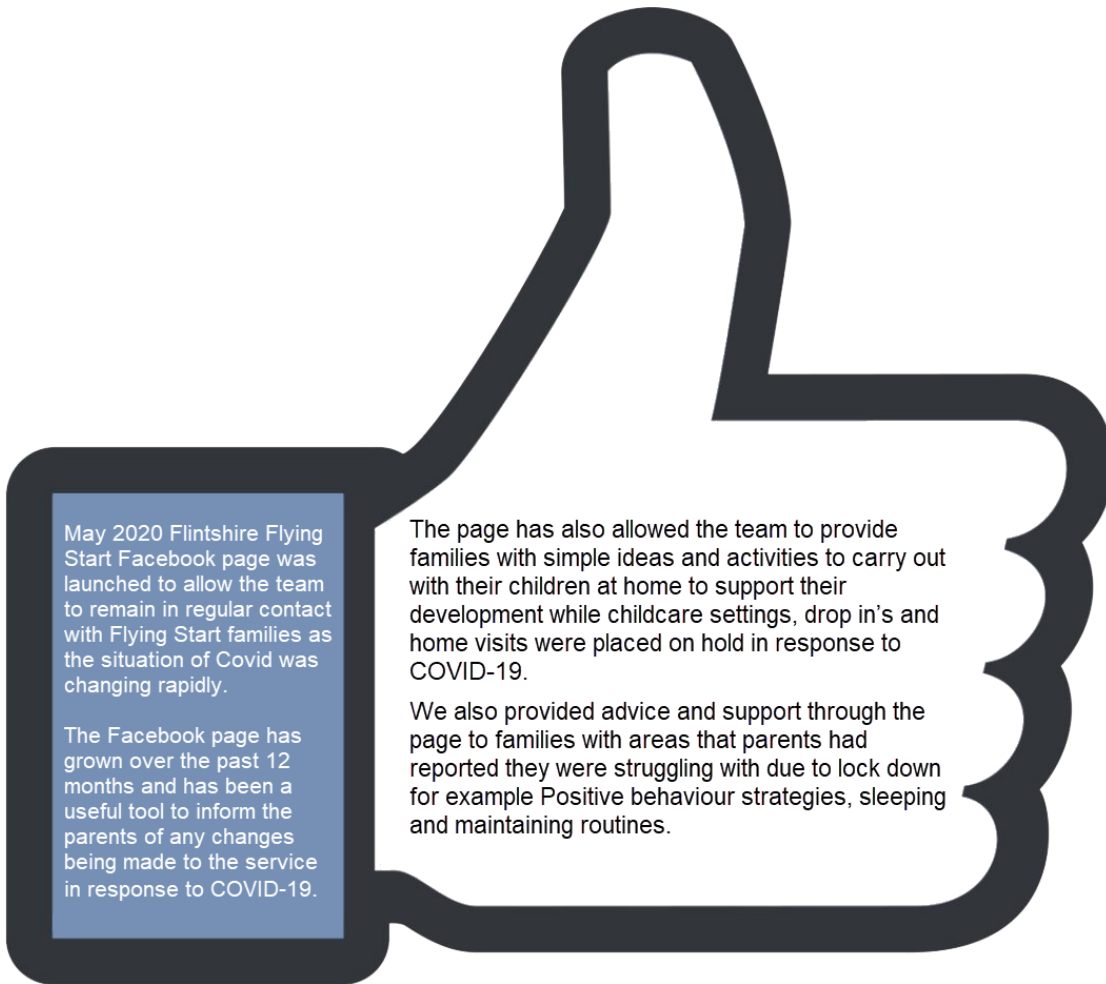 May 2020 Flintshire Flying
Start Facebook page was
launched to allow the team
to remain in regular contact
with Flying Start families as
the situation of Covid was
changing rapidly.
The Facebook page has
grown over the past 12
months and has been a
useful tool to inform the
parents of any changes
being made to the service
in response to COVID-19.
The page has also allowed the team to provide
families with simple ideas and activities to carry out
with their children at home to support their
development while childcare settings, drop in’s and
home visits were placed on hold in response to
COVID-19.
We also provided advice and support through the
page to families with areas that parents had
reported they were struggling with due to lock down
for example Positive behaviour strategies, sleeping
and maintaining routines.